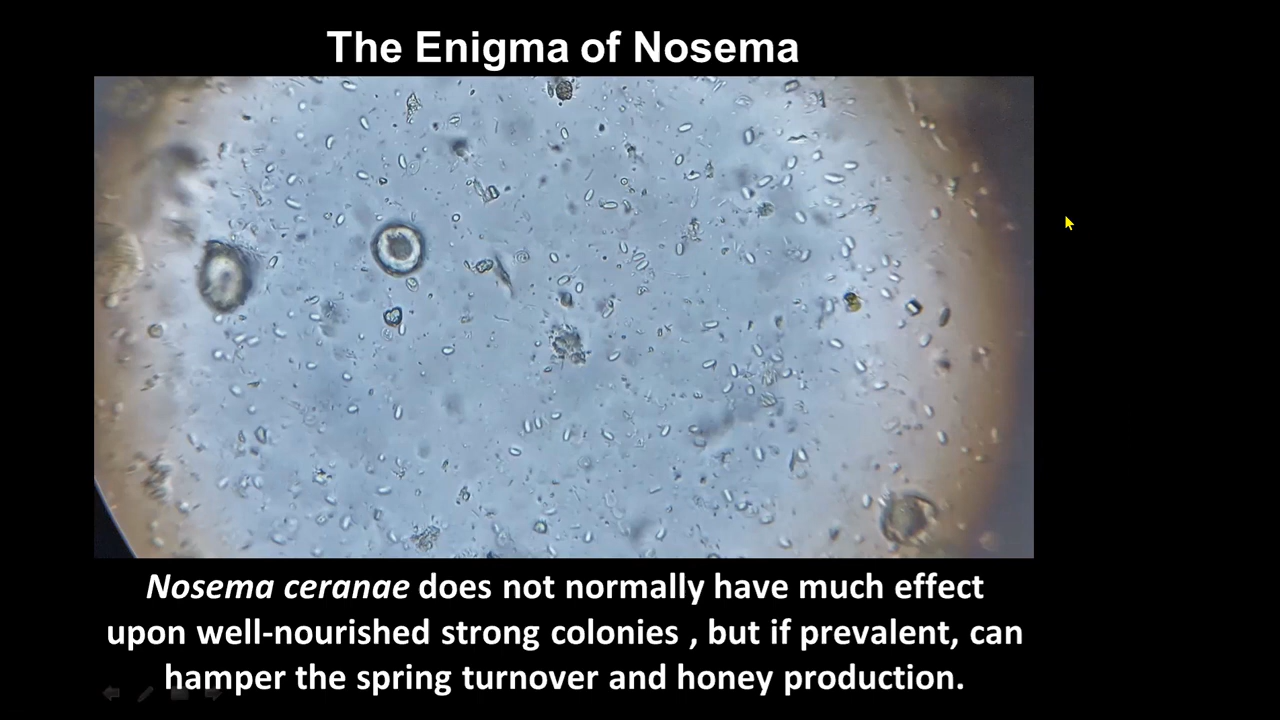 The Enigma of Nosema
Nosema ceranae does not normally have much effect
upon well-nourished strong colonies , but if prevalent, can
hamper the spring turnover and honey production.